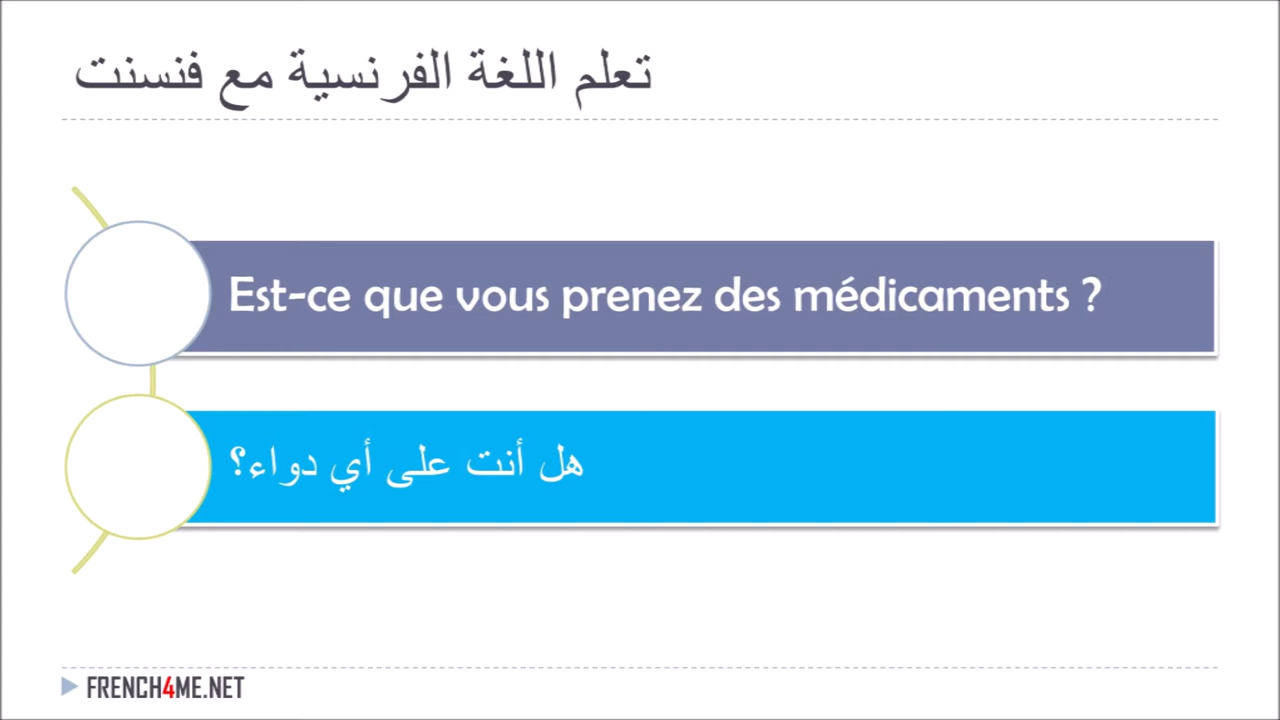 تعلم اللغة الفرنسية مع فنسنت
Est-ce que vous prenez des médicaments ?
هل أنت على أي دواء؟
FRENCH4ME.NET